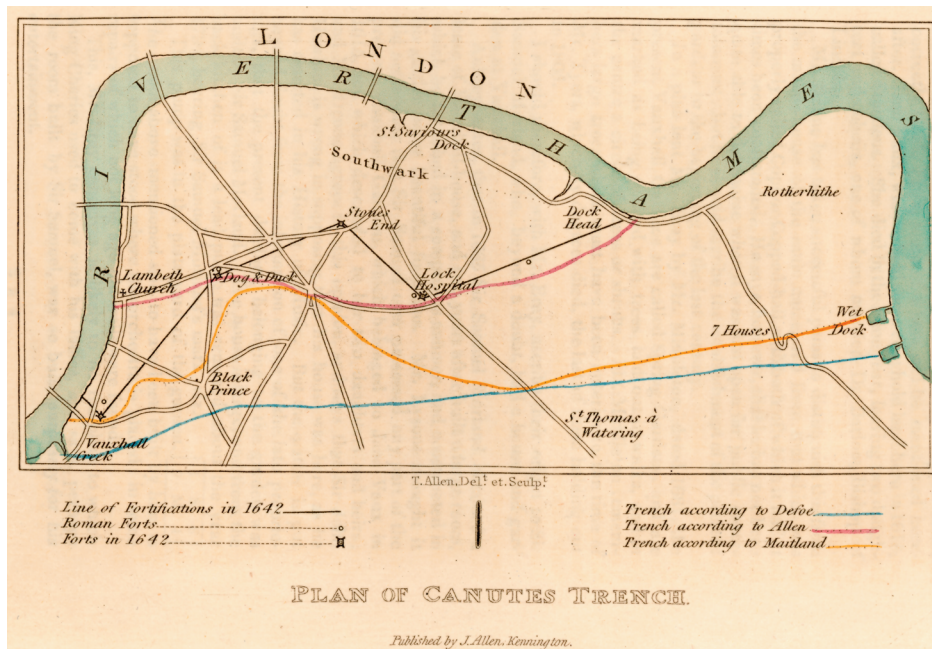 LONDON
RIVER THAMES
St. Saviours
Dock
Southwark
Rotherhithe
Stones
End
Dock
Head
Lambeth
Church
Dog & Duck
Lock
Hospital
Wet
Dock
7 Houses
Black
Prince
St. Thomas à
Watering
Vauxhall
Creek
T. Allen, Del.t et. Sculp.t
Line of Fortifications in 1642
Roman Forts
Forts in 1642
Trench according to Defoe
Trench according to Allen
Trench according to Maitland
PLAN OF CANUTES TRENCH.
Published by J. Allen. Kennington.